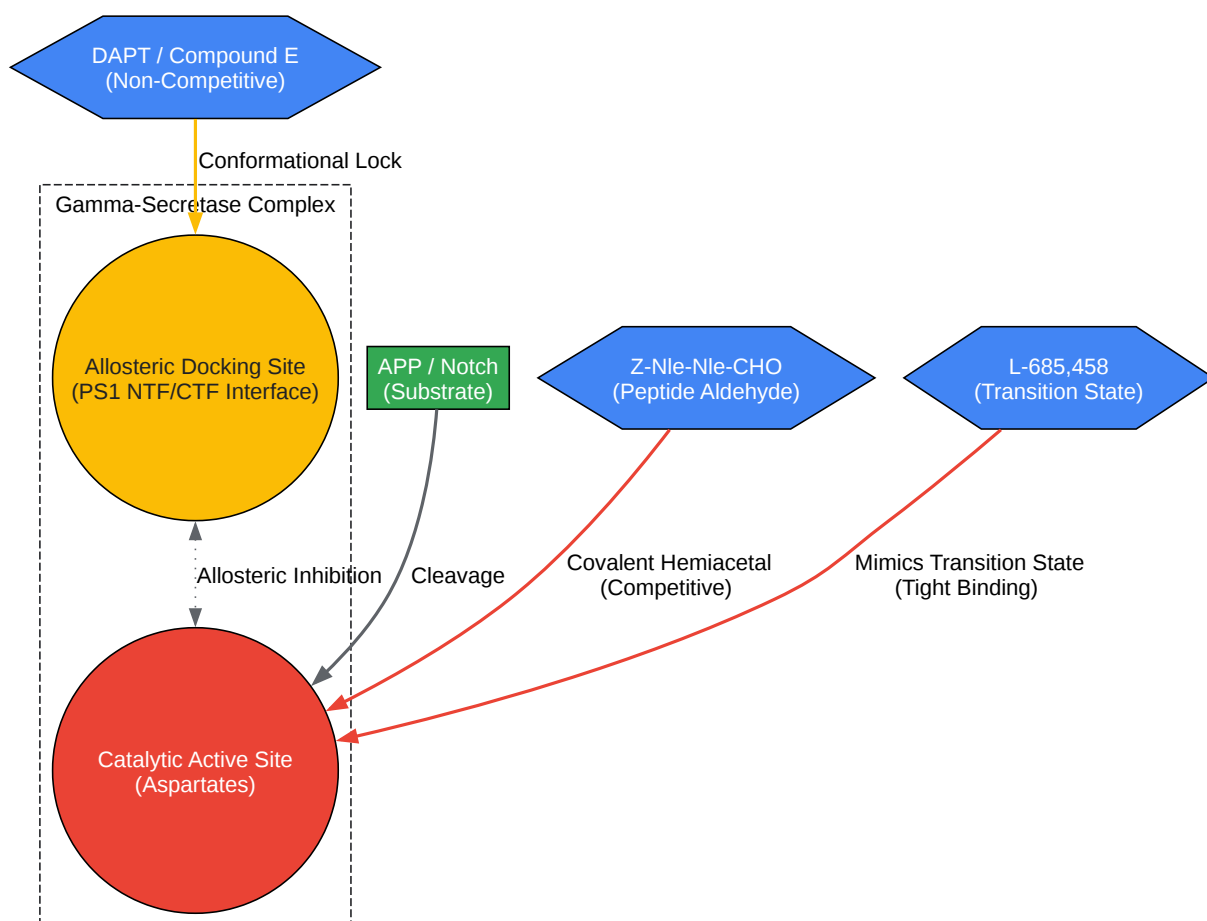 DAPT / Compound E
(Non-Competitive)
Conformational Lock
Gamma-Secretase Complex
Allosteric Docking Site
(PS1 NTF/CTF Interface)
APP / Notch
(Substrate)
Z-Nle-Nle-CHO
(Peptide Aldehyde)
L-685,458
(Transition State)
Allosteric Inhibition
Cleavage
Covalent Hemiacetal
(Competitive)
Mimics Transition State
(Tight Binding)
Catalytic Active Site
(Aspartates)